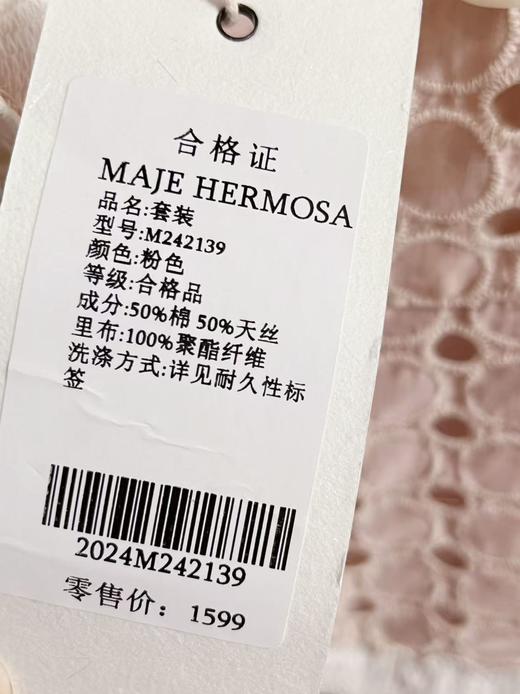 合格证
MAJE HERMOSA
品名:套装
型号:M242139
颜色:粉色
等级:合格品
成分:50%棉 50%天丝
里布:100%聚酯纤维
洗涤方式:详见耐久性标
签
2024M242139
零售价: 1599